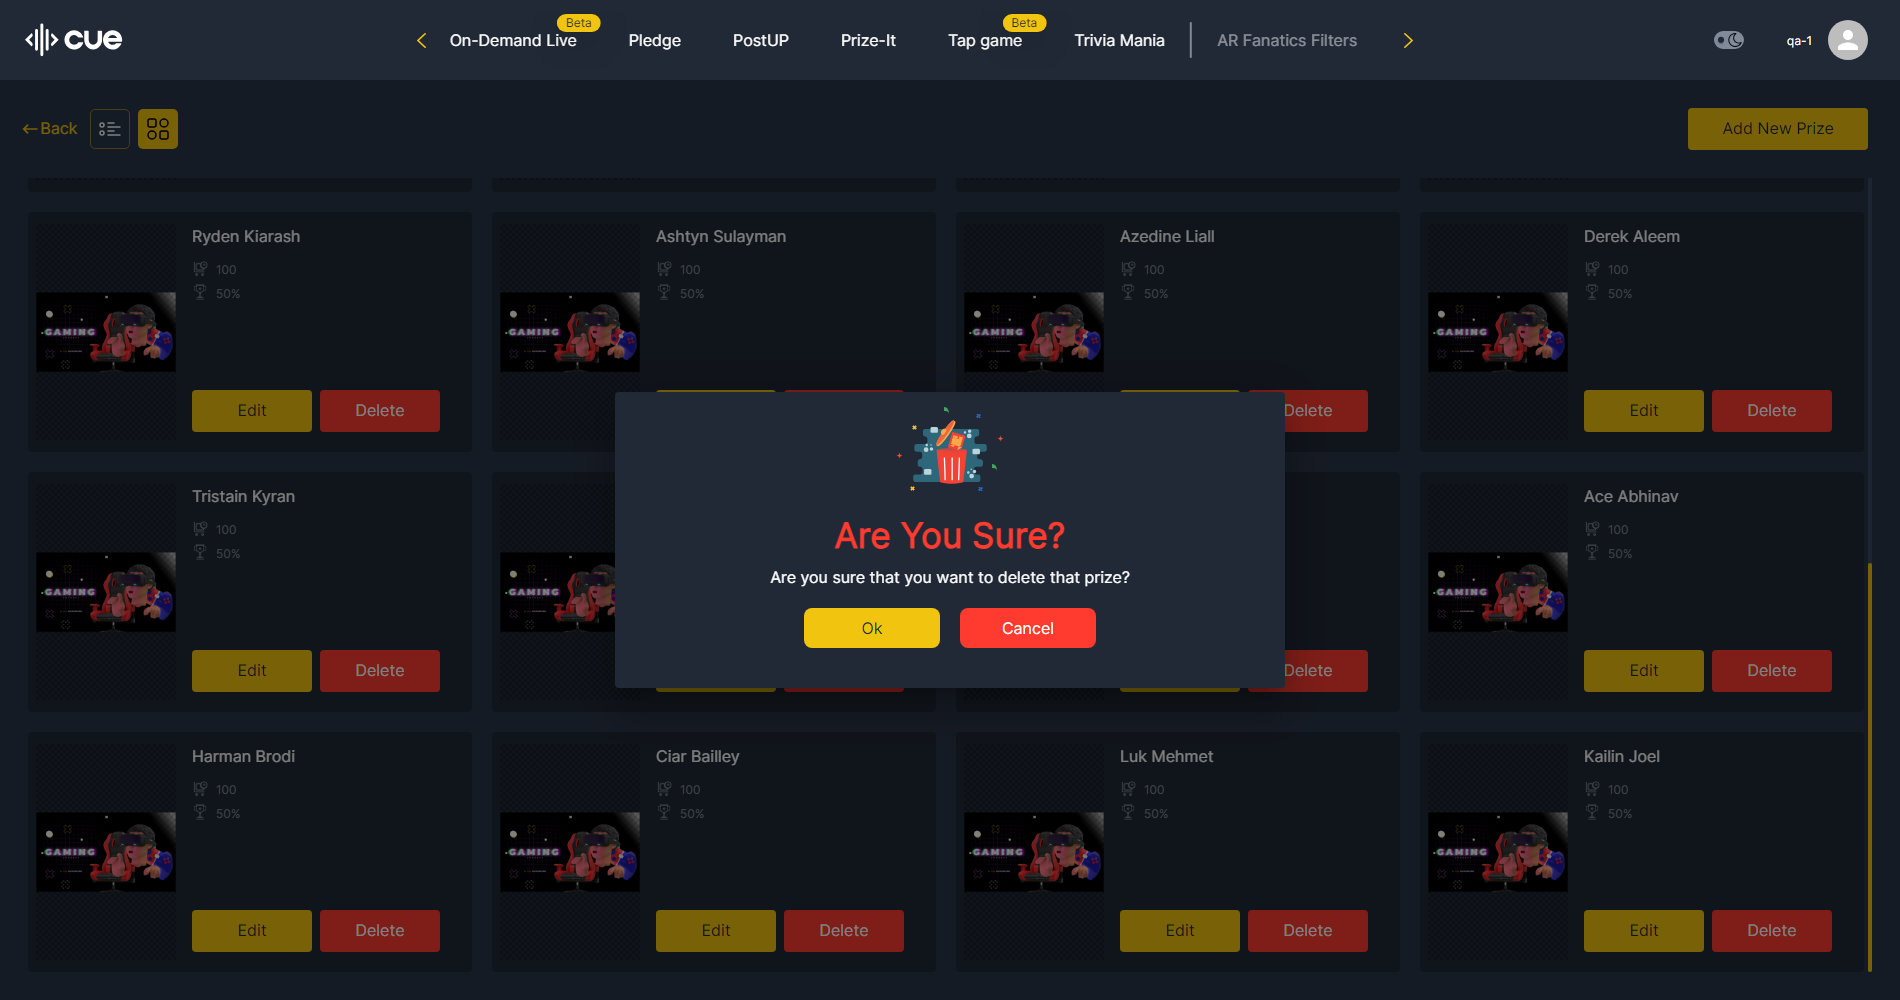 cue
On-Demand Live
Beta
Pledge
PostUP
Prize-It
Tap game
Beta
Trivia Mania
AR Fanatics Filters
qa-1
Back
Add New Prize
Ryden Kiarash
100
50%
GAMING
Edit
Delete
Ashtyn Sulayman
100
50%
GAMING
Azedine Liall
100
50%
GAMING
Delete
Derek Aleem
100
50%
GAMING
Edit
Delete
Are You Sure?
Are you sure that you want to delete that prize?
Ok
Cancel
Tristain Kyran
100
50%
GAMING
Edit
Delete
GAMING
Delete
Ace Abhinav
100
50%
GAMING
Edit
Delete
Harman Brodi
100
50%
GAMING
Edit
Delete
Ciar Bailley
100
50%
GAMING
Edit
Delete
Luk Mehmet
100
50%
GAMING
Edit
Delete
Kailin Joel
100
50%
GAMING
Edit
Delete